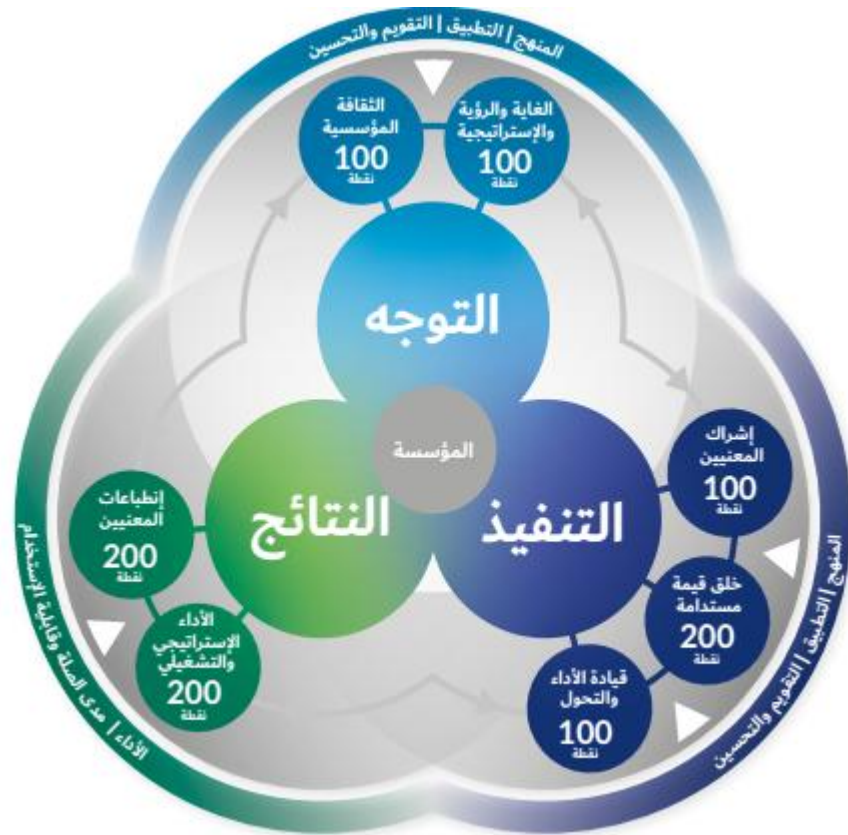 المنهج | التطبيق | التقويم والتحسين
الغاية والرؤية
والإستراتيجية
100
نقطة
الثقافة
المؤسسية
100
نقطة
التوجه
المؤسسة
إشراك
المعنيين
100
نقطة
التنفيذ
النتائج
خلق قيمة
مستدامة
200
نقطة
قيادة الأداء
والتحول
100
نقطة
المنهج | التطبيق | التقويم والتحسين
إنطباعات
المعنيين
200
نقطة
الأداء
الإستراتيجي
والتشغيلي
200
نقطة
الأداء | مدى الصلة وقابلية الإستخدام